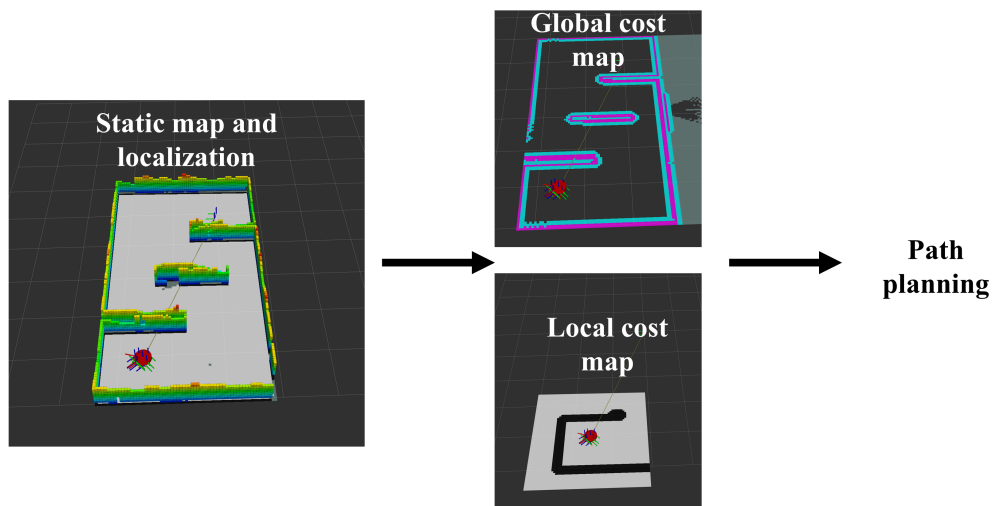 Static map and
localization
Global cost
map
Local cost
map
Path
planning